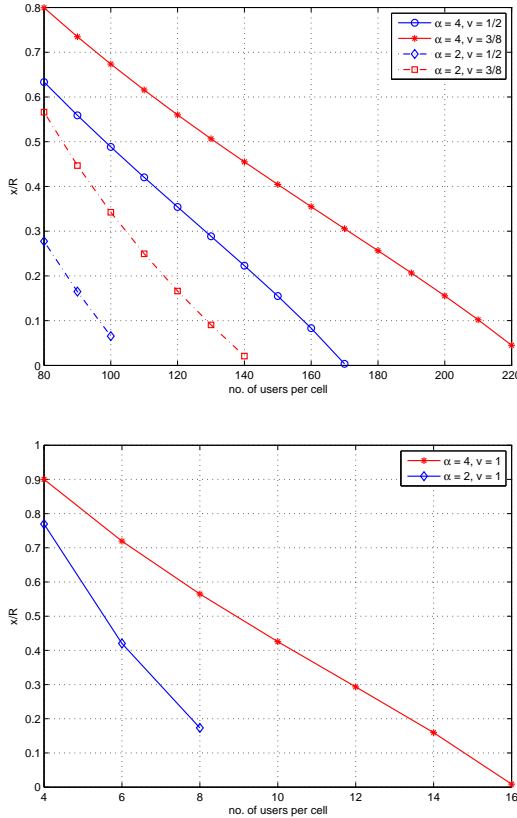 0.8
0.7
0.6
0.5
0.4
0.3
0.2
0.1
0
x/R
80 100 120 140 160 180 200 220
no. of users per cell
α = 4, v = 1/2
α = 4, v = 3/8
α = 2, v = 1/2
α = 2, v = 3/8
1
0.9
0.8
0.7
0.6
0.5
0.4
0.3
0.2
0.1
0
x/R
4 6 8 10 12 14 16
no. of users per cell
α = 4, v = 1
α = 2, v = 1